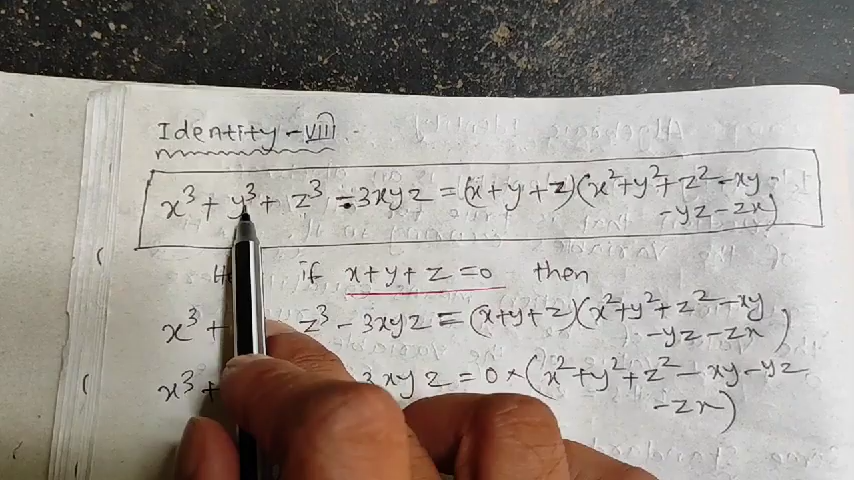 Identity - VIII
x³ + y³ + z³ - 3xyz = (x + y + z)(x² + y² + z² - xy -
- yz - zx)
if x + y + z = 0 then
x³ + z³ - 3xyz = (x + y + z)(x² + y² + z² - xy
- yz - zx)
x³ + 3xyz = 0 × (x² + y² + z² - xy - yz
- zx)